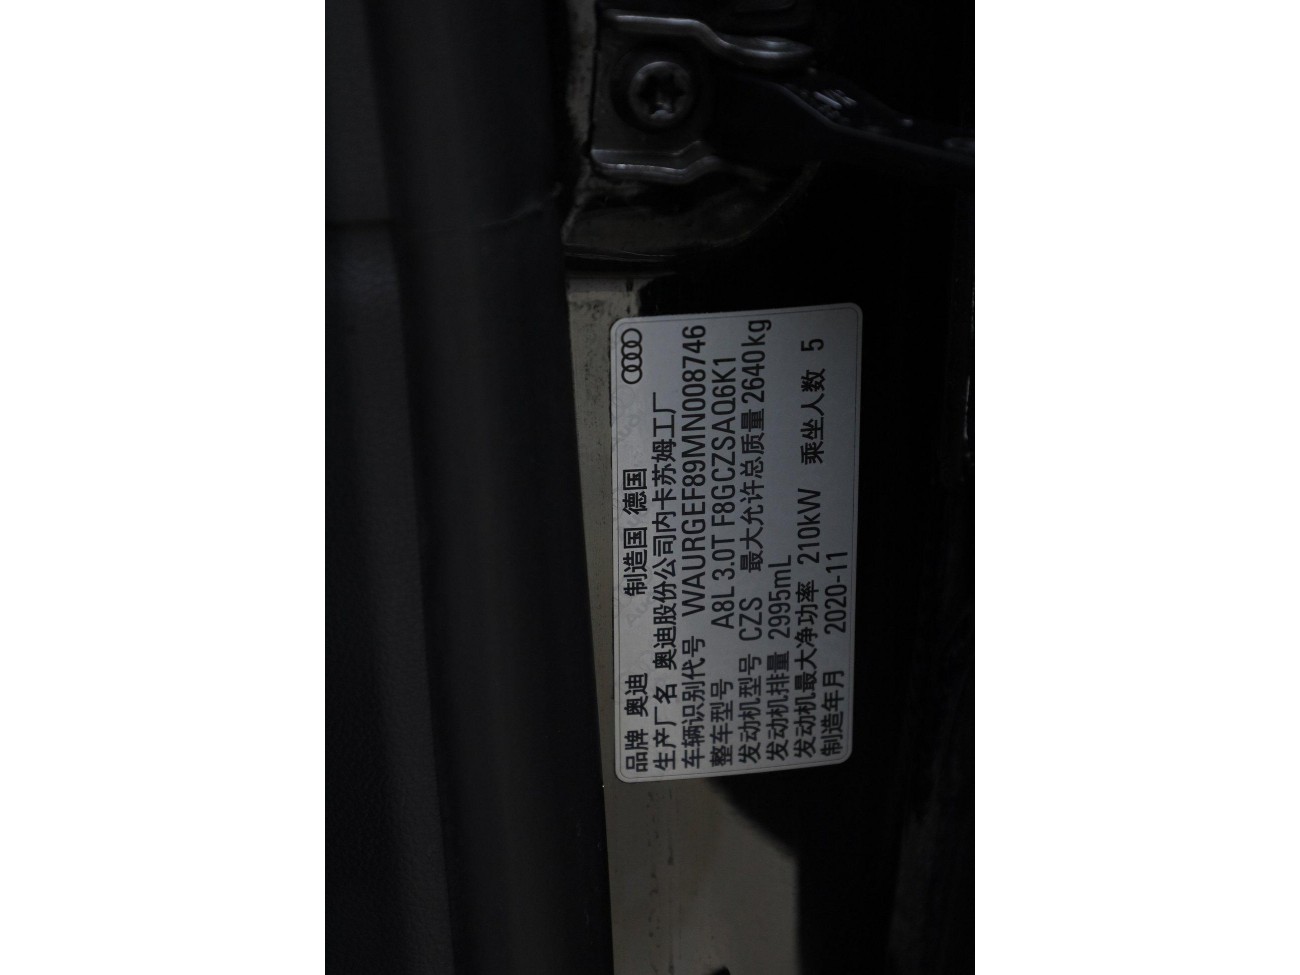 品牌 奥迪 制造国 德国
生产厂名 奥迪股份公司内卡苏姆工厂
车辆识别代号 WAURGEF89MN008746
整车型号 A8L 3.0T F8GCZSAQ6K1
发动机型号 CZS 最大允许总质量 2640kg
发动机排量 2995mL
发动机最大净功率 210kW 乘坐人数 5
制造年月 2020-11